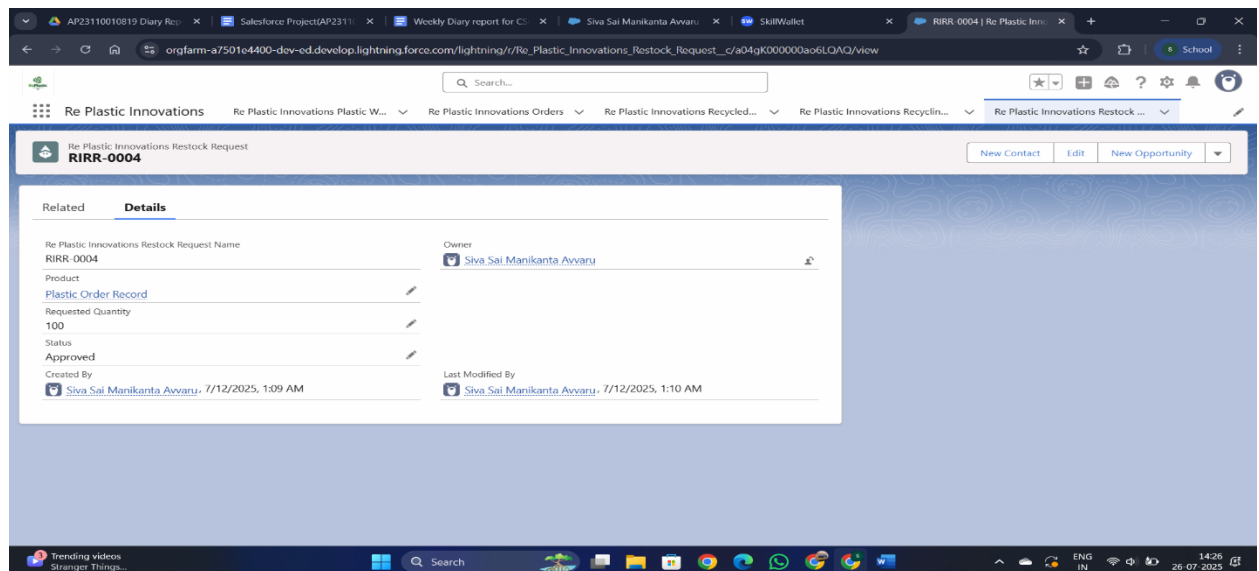 AP23110010819 Diary Rep
Salesforce Project(AP2311
Weekly Diary report for CS
Siva Sai Manikanta Avvaru
SkillWallet
RIRR-0004 | Re Plastic Inno
orgfarm-a7501e4400-dev-ed.develop.lightning.force.com/lightning/r/Re_Plastic_Innovations_Restock_Request__c/a04gK000000ao6LQAQ/view
School
Search...
Re Plastic Innovations
Re Plastic Innovations Plastic W...
Re Plastic Innovations Orders
Re Plastic Innovations Recycled...
Re Plastic Innovations Recyclin...
Re Plastic Innovations Restock ...
Re Plastic Innovations Restock Request
RIRR-0004
New Contact
Edit
New Opportunity
Related
Details
Re Plastic Innovations Restock Request Name
RIRR-0004
Owner
Siva Sai Manikanta Avvaru
Product
Plastic Order Record
Requested Quantity
100
Status
Approved
Created By
Siva Sai Manikanta Avvaru, 7/12/2025, 1:09 AM
Last Modified By
Siva Sai Manikanta Avvaru, 7/12/2025, 1:10 AM
3
Trending videos
Stranger Things...
Search
ENG
IN
14:26
26-07-2025